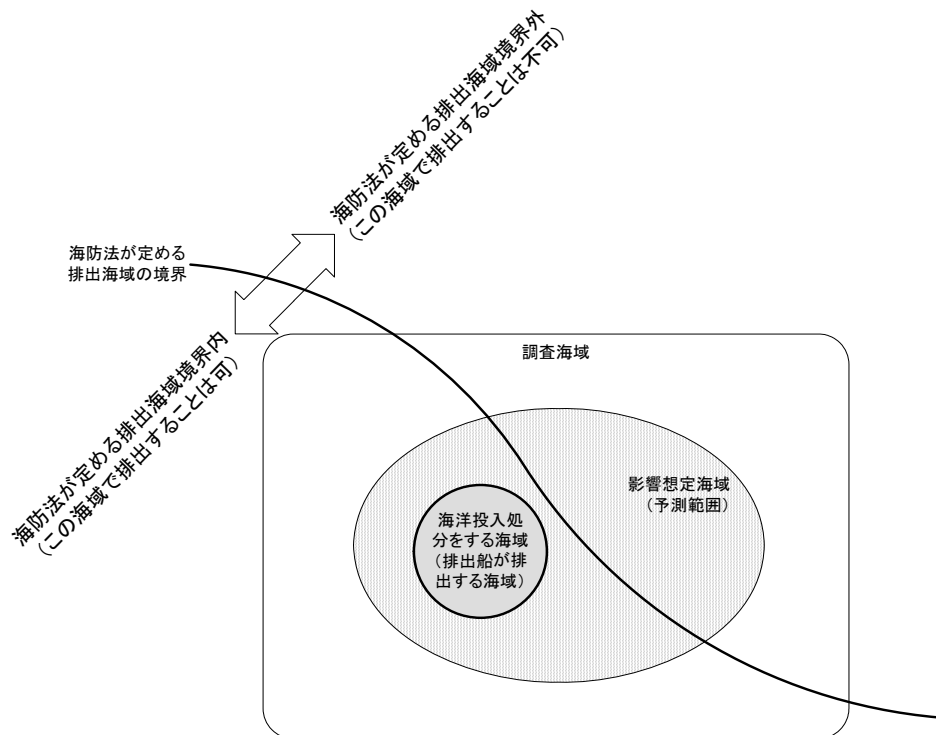 海防法が定める排出海域境界外
（この海域で排出することは不可）
海防法が定める
排出海域の境界
海防法が定める排出海域境界内
（この海域で排出することは可）
調査海域
影響想定海域
（予測範囲）
海洋投入処
分をする海域
（排出船が排
出する海域）